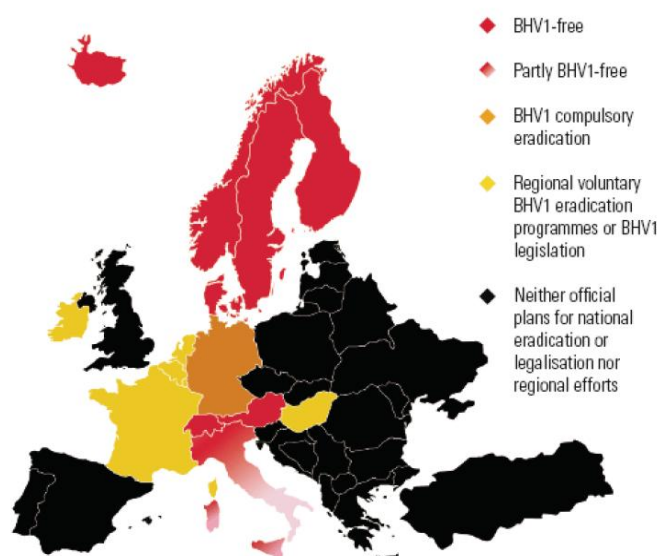 BHV1-free
Partly BHV1-free
BHV1 compulsory
eradication
Regional voluntary
BHV1 eradication
programmes or BHV1
legislation
Neither official
plans for national
eradication or
legalisation nor
regional efforts